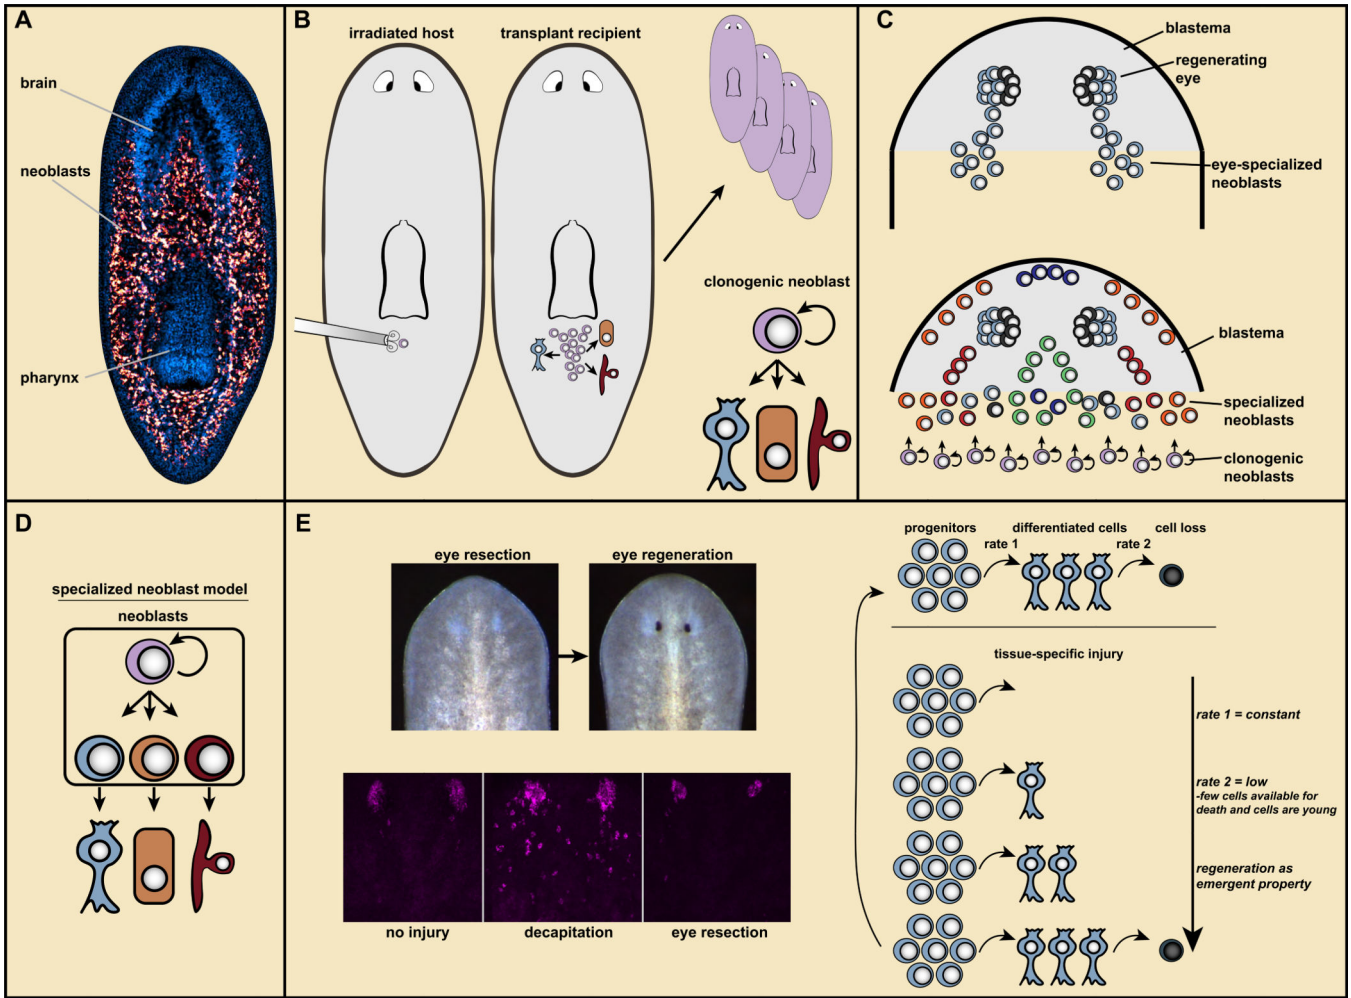 A
brain
neoblasts
pharynx
B
irradiated host
transplant recipient
clonogenic neoblast
C
blastema
regenerating
eye
eye-specialized
neoblasts
blastema
specialized
neoblasts
clonogenic
neoblasts
D
specialized neoblast model
neoblasts
E
eye resection
eye regeneration
no injury
decapitation
eye resection
progenitors
differentiated cells
cell loss
rate 1
rate 2
tissue-specific injury
rate 1 = constant
rate 2 = low
-few cells available for
death and cells are young
regeneration as
emergent property